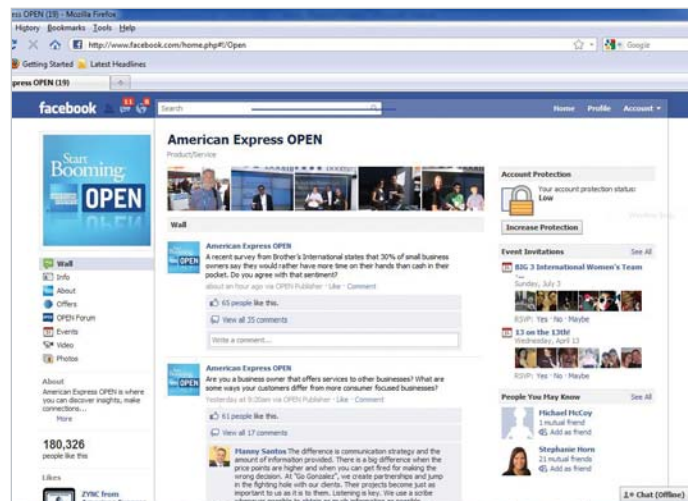 ress OPEN (19) - Mozilla Firefox
History Bookmarks Tools Help
http://www.facebook.com/home.php#!/Open
Google
Getting Started Latest Headlines
press OPEN (19)
facebook
11
Search
Home Profile Account
Start
Booming.
OPEN
American Express OPEN
Product/Service
Wall
Wall
Info
About
Offers
OPEN Forum
Events
Video
Photos
About
American Express OPEN is where
you can discover insights, make
connections...
More
180,326
people like this
Likes
ZYNC from
American Express OPEN
A recent survey from Brother's International states that 30% of small business
owners say they would rather have more time on their hands than cash in their
pocket. Do you agree with that sentiment?
about an hour ago via OPEN Publisher · Like · Comment
65 people like this.
View all 35 comments
Write a comment...
American Express OPEN
Are you a business owner that offers services to other businesses? What are
some ways your customers differ from more consumer focused businesses?
Yesterday at 9:20am via OPEN Publisher · Like · Comment
61 people like this.
View all 17 comments
Manny Santos The difference is communication strategy and the
amount of information provided. There is a big difference when the
price points are higher and when you can get fired for making the
wrong decision. At "Go Gonzalez", we create partnerships and jump
in the fighting hole with our clients. Their projects become just as
important to us as it is to them. Listening is key. We use a scribe
Account Protection
Your account protection status:
Low
Increase Protection
Event Invitations See All
BIG 3 International Women's Team
...
Sunday, July 3
RSVP: Yes · No · Maybe
13 on the 13th!
Wednesday, April 13
RSVP: Yes · No · Maybe
People You May Know See All
Michael McCoy
1 mutual friend
Add as friend
Stephanie Horn
21 mutual friends
Add as friend
Chat (Offline)